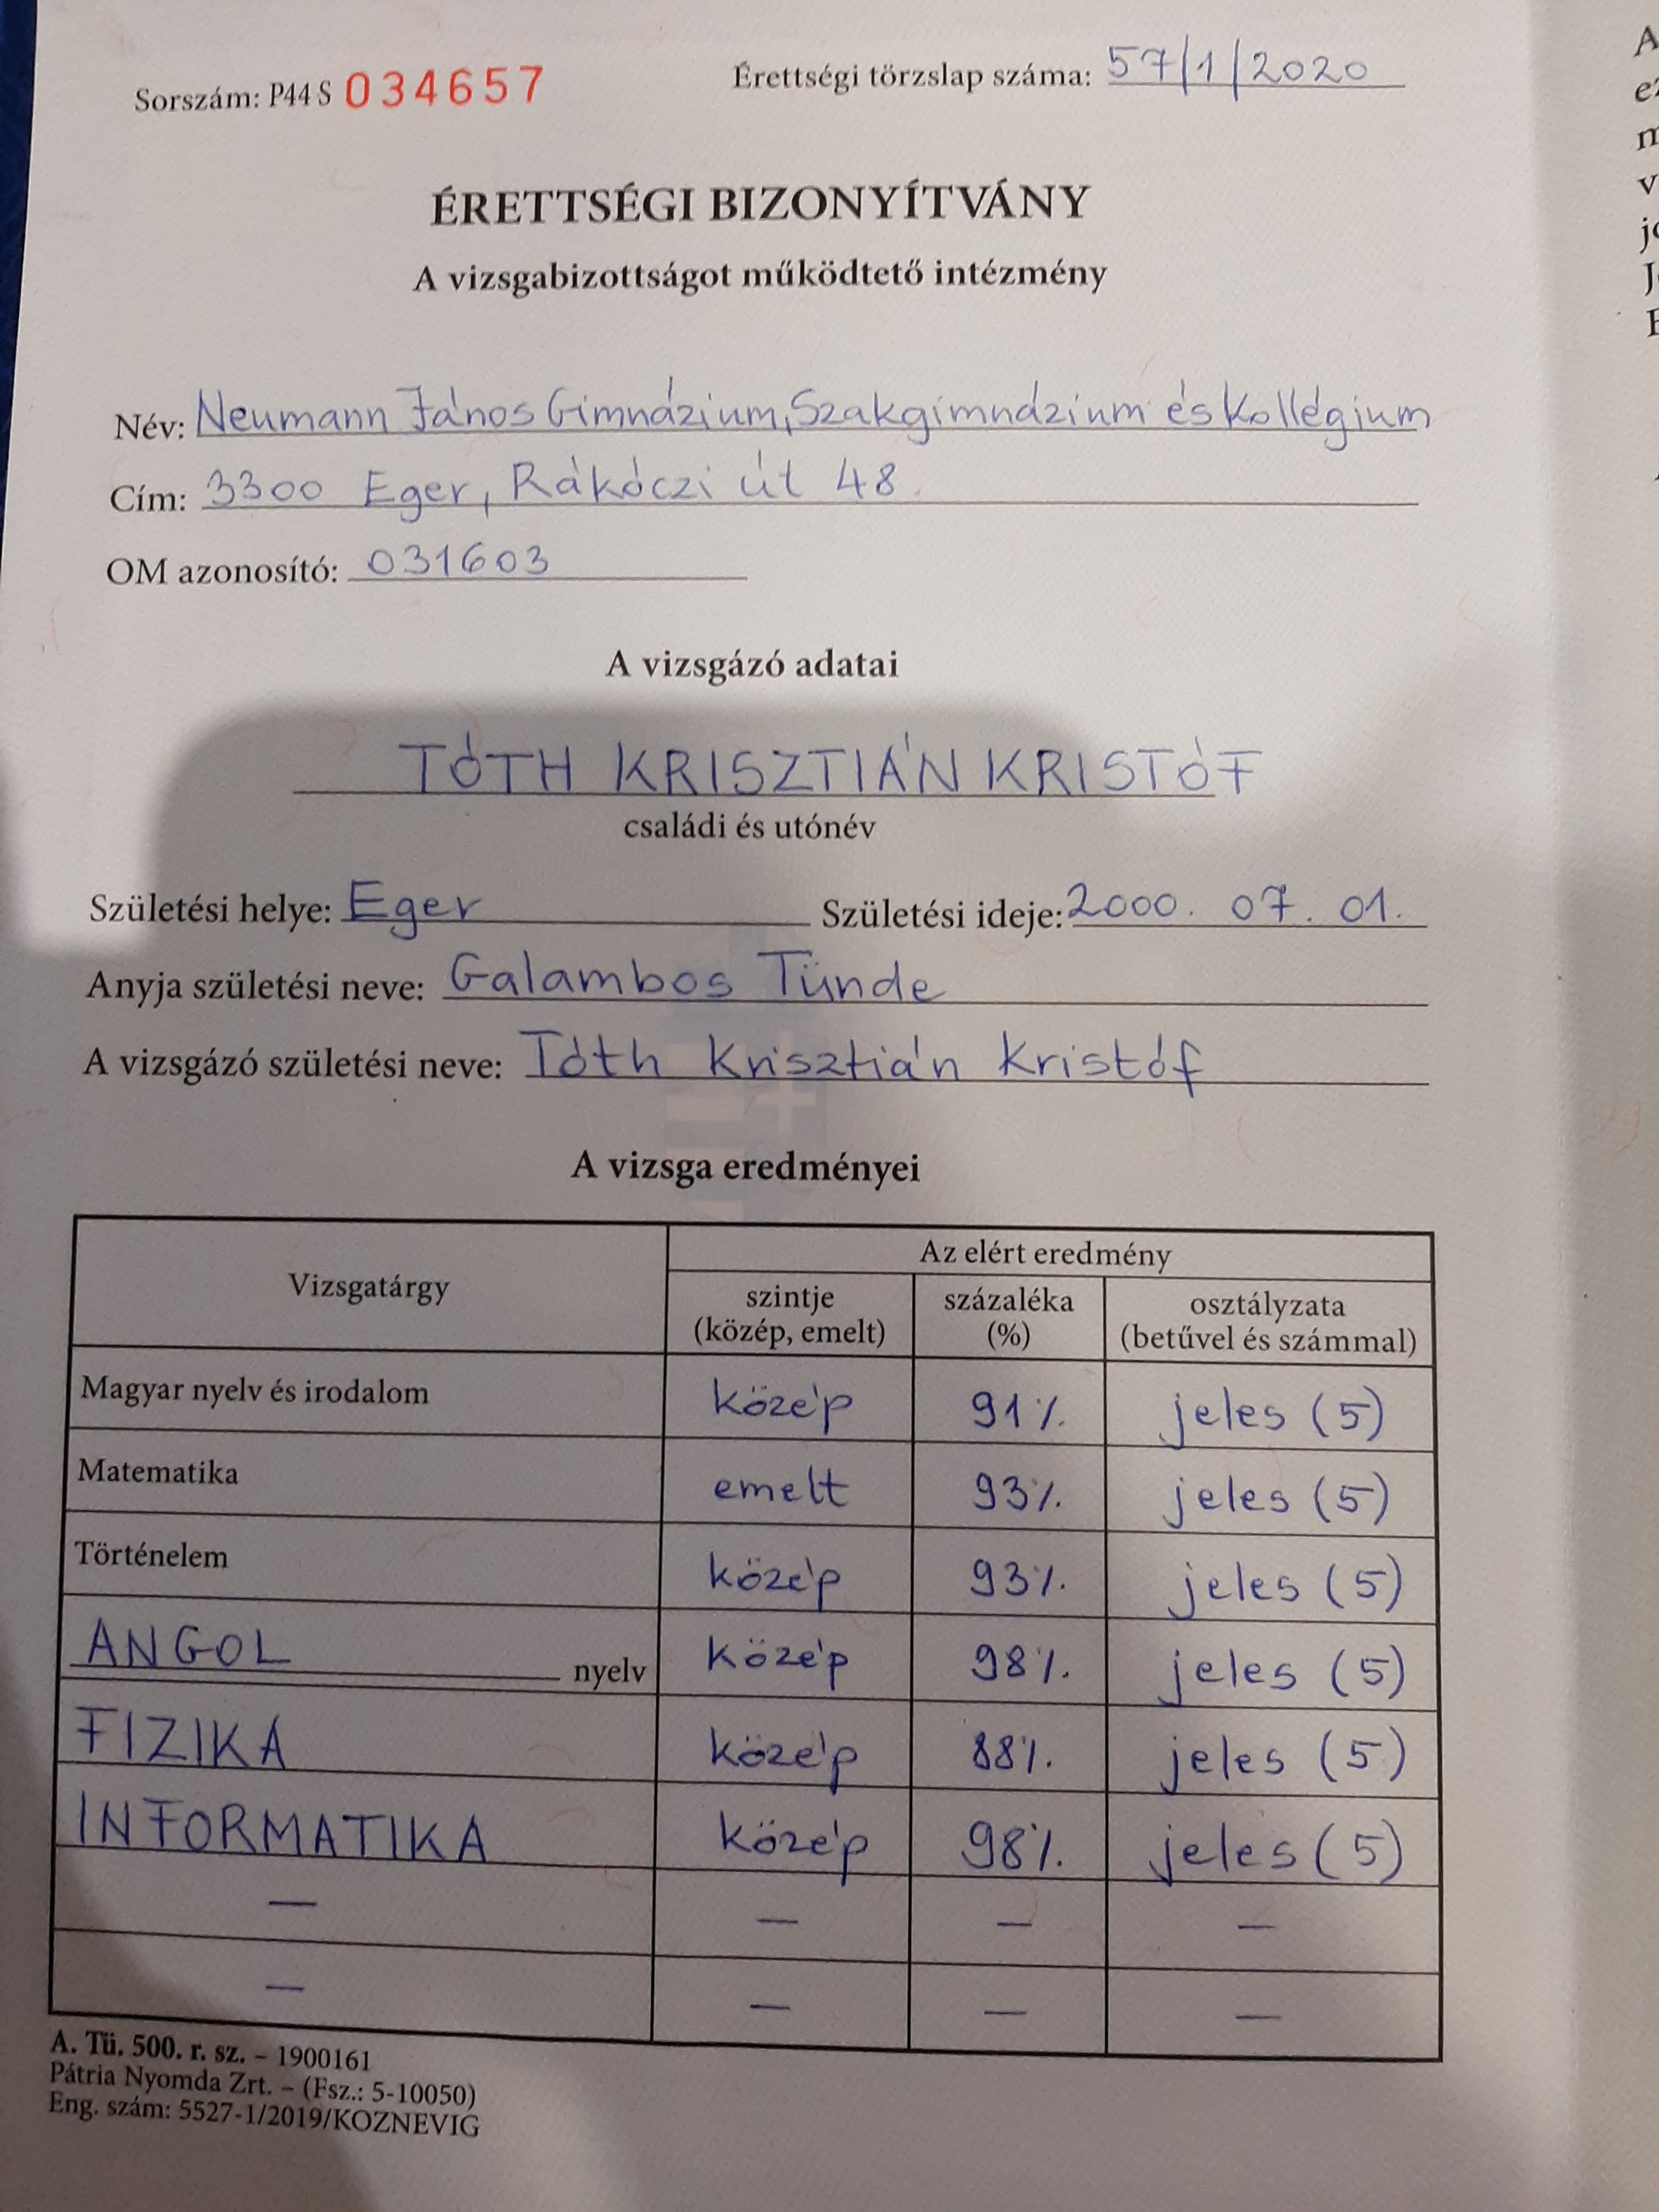 Sorszám: P44 S 034657
Érettségi törzslap száma: 57/1/2020
ÉRETTSÉGI BIZONYÍTVÁNY
A vizsgabizottságot működtető intézmény
Név: Neumann János Gimnázium, Szakgimnázium és Kollégium
Cím: 3300 Eger, Rákóczi út 48.
OM azonosító: 031603
A vizsgázó adatai
TÓTH KRISZTIÁN KRISTÓF
családi és utónév
Születési helye: Eger Születési ideje: 2000. 07. 01.
Anyja születési neve: Galambos Tünde
A vizsgázó születési neve: Tóth Krisztián Kristóf
A vizsga eredményei
Vizsgatárgy
Az elért eredmény
szintje (közép, emelt)
százaléka (%)
osztályzata (betűvel és számmal)
Magyar nyelv és irodalom közép 91% jeles (5)
Matematika emelt 93% jeles (5)
Történelem közép 93% jeles (5)
ANGOL nyelv közép 98% jeles (5)
FIZIKA közép 88% jeles (5)
INFORMATIKA közép 98% jeles (5)
— — — —
— — — —
A. Tü. 500. r. sz. – 1900161
Pátria Nyomda Zrt. – (Fsz.: 5-10050)
Eng. szám: 5527-1/2019/KOZNEVIG